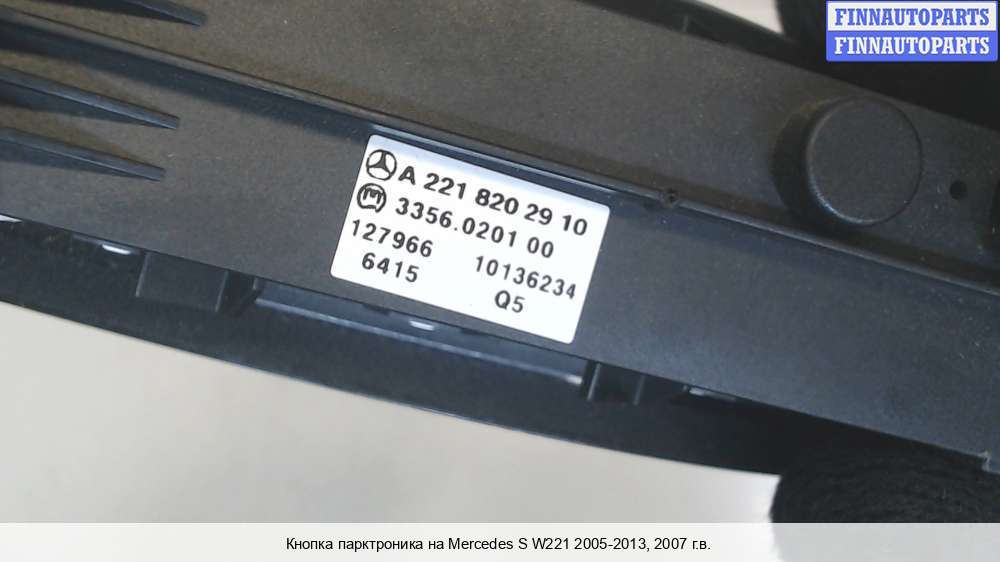 FINNAUTOPARTS
FINNAUTOPARTS
A 221 820 29 10
3356.0201 00
127966 10136234
6415 Q5
Кнопка парктроника на Mercedes S W221 2005-2013, 2007 г.в.